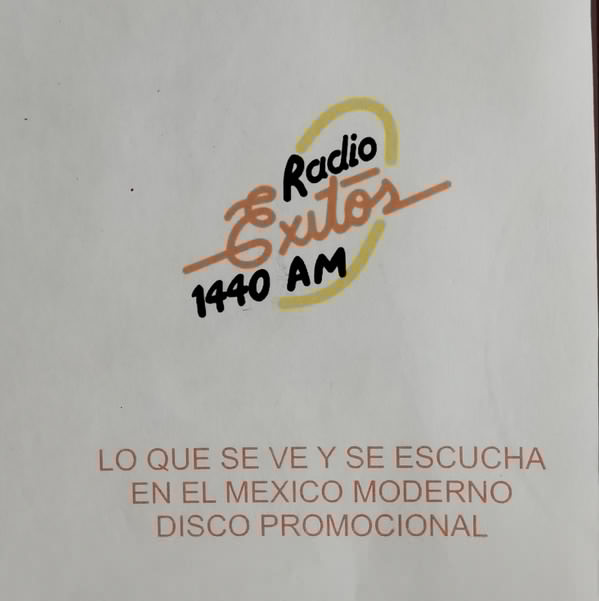 Radio
Exitos
1440 AM
LO QUE SE VE Y SE ESCUCHA
EN EL MEXICO MODERNO
DISCO PROMOCIONAL